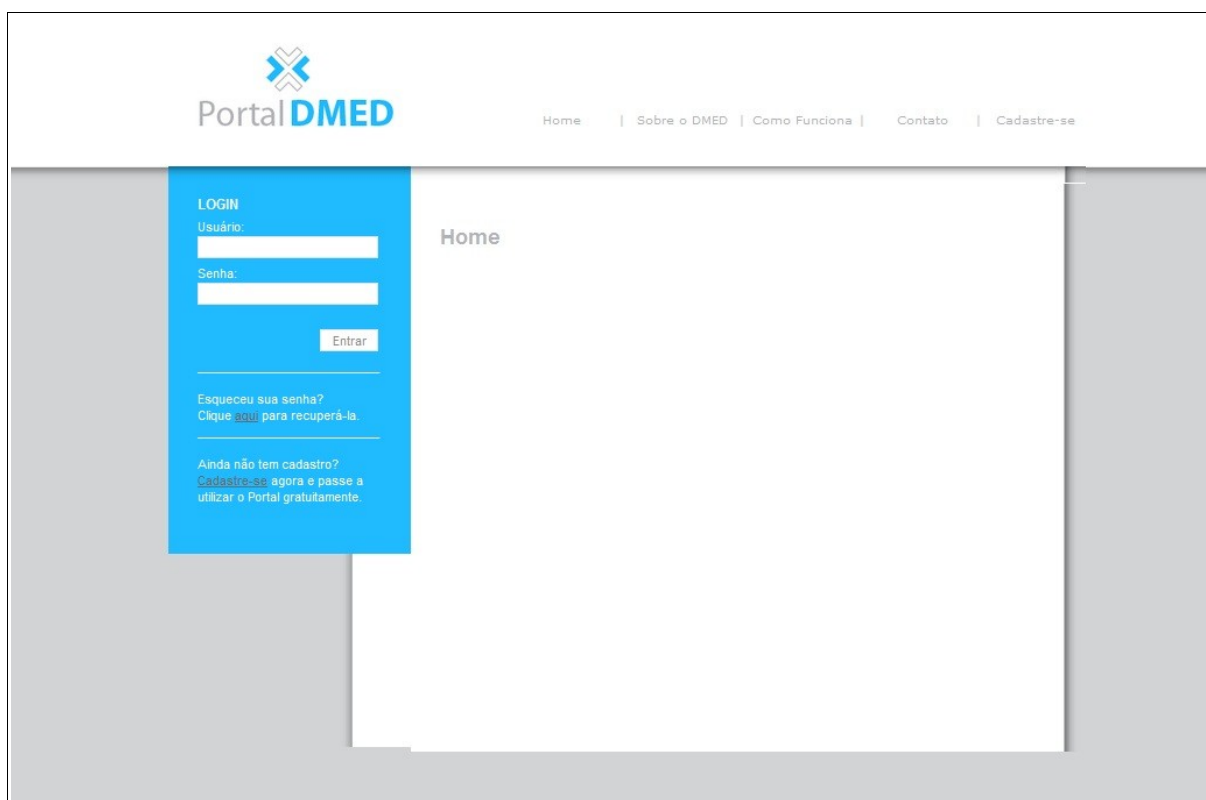 Portal DMED
Home | Sobre o DMED | Como Funciona | Contato | Cadastre-se
LOGIN
Usuário:
Senha:
Entrar
Esqueceu sua senha?
Clique aqui para recuperá-la.
Ainda não tem cadastro?
Cadastre-se agora e passe a
utilizar o Portal gratuitamente.
Home